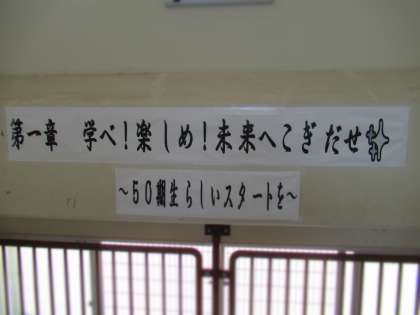 第一章　学べ！楽しめ！未来へこぎだせ
～５０期生らしいスタートを～